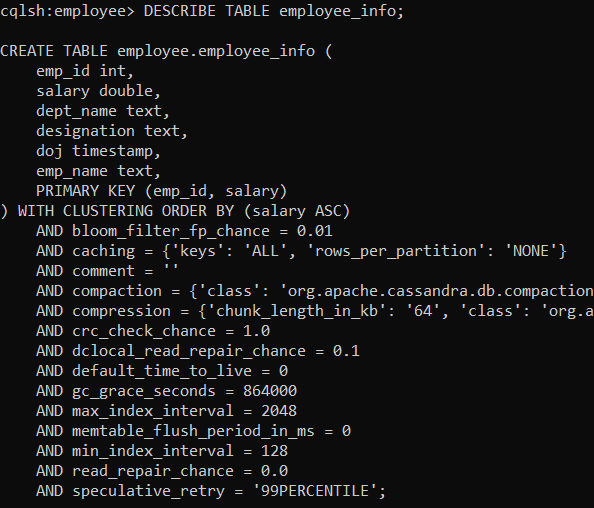 cqlsh:employee> DESCRIBE TABLE employee_info;
CREATE TABLE employee.employee_info (
    emp_id int,
    salary double,
    dept_name text,
    designation text,
    doj timestamp,
    emp_name text,
    PRIMARY KEY (emp_id, salary)
) WITH CLUSTERING ORDER BY (salary ASC)
    AND bloom_filter_fp_chance = 0.01
    AND caching = {'keys': 'ALL', 'rows_per_partition': 'NONE'}
    AND comment = ''
    AND compaction = {'class': 'org.apache.cassandra.db.compaction
    AND compression = {'chunk_length_in_kb': '64', 'class': 'org.a
    AND crc_check_chance = 1.0
    AND dclocal_read_repair_chance = 0.1
    AND default_time_to_live = 0
    AND gc_grace_seconds = 864000
    AND max_index_interval = 2048
    AND memtable_flush_period_in_ms = 0
    AND min_index_interval = 128
    AND read_repair_chance = 0.0
    AND speculative_retry = '99PERCENTILE';